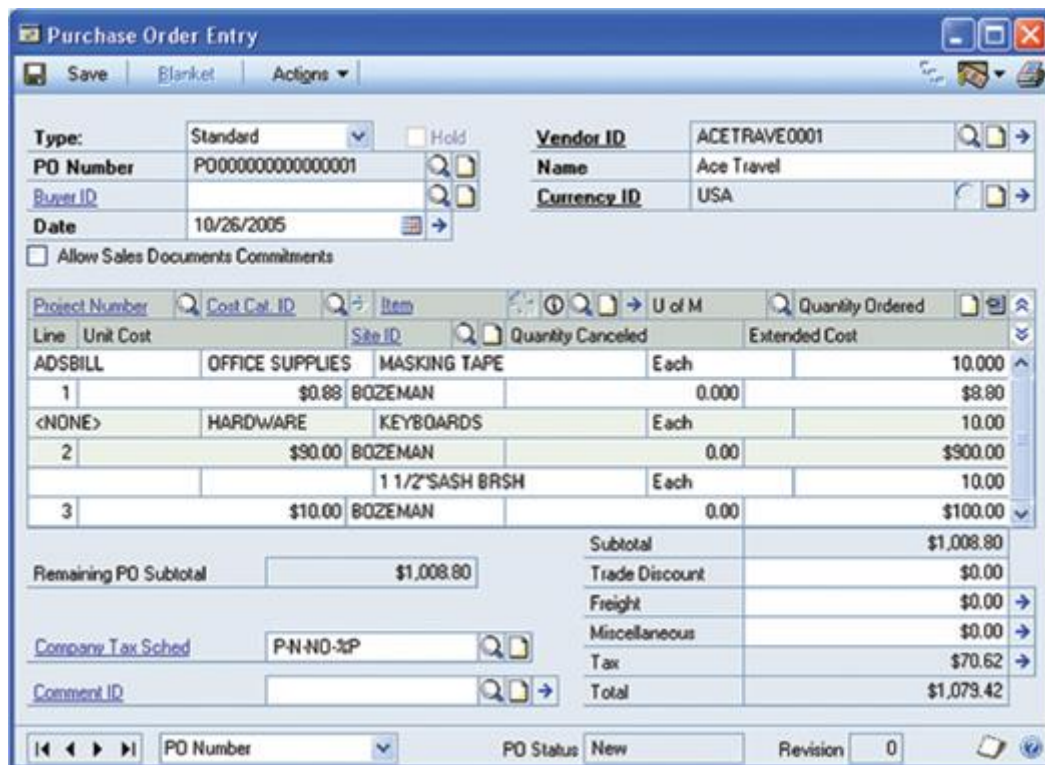 Purchase Order Entry
Save Blanket Actions
Type: Standard Hold Vendor ID ACETRAVE0001
PO Number PO0000000000000001 Name Ace Travel
Buyer ID Currency ID USA
Date 10/26/2005
Allow Sales Documents Commitments
Project Number Cost Cat. ID Item U of M Quantity Ordered
Line Unit Cost Site ID Quantity Canceled Extended Cost
ADSBILL OFFICE SUPPLIES MASKING TAPE Each 10.000
1 $0.88 BOZEMAN 0.000 $8.80
<NONE> HARDWARE KEYBOARDS Each 10.00
2 $90.00 BOZEMAN 0.00 $900.00
1 1/2"SASH BRSH Each 10.00
3 $10.00 BOZEMAN 0.00 $100.00
Subtotal $1,008.80
Remaining PO Subtotal $1,008.80 Trade Discount $0.00
Freight $0.00
Miscellaneous $0.00
Company Tax Sched P-N-NO-%P
Tax $70.62
Comment ID Total $1,079.42
PO Number PO Status New Revision 0